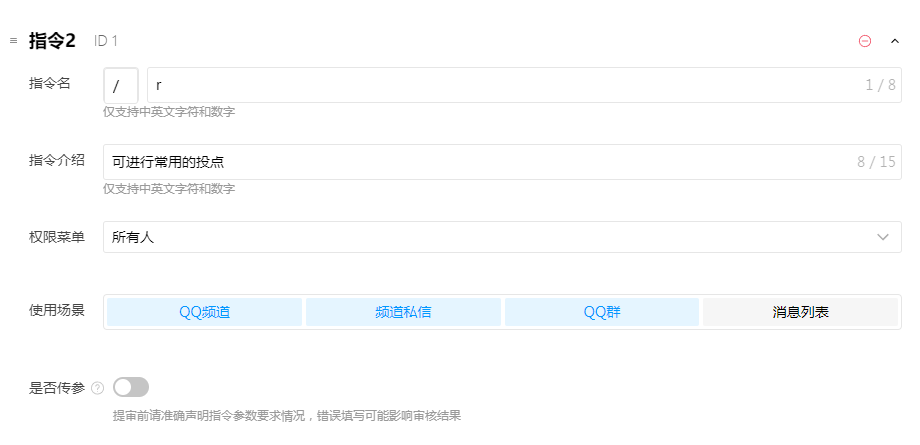 指令2 ID 1
指令名 / r 1 / 8
仅支持中英文字符和数字
指令介绍 可进行常用的投点 8 / 15
仅支持中英文字符和数字
权限菜单 所有人
使用场景 QQ频道 频道私信 QQ群 消息列表
是否传参 ?
提审前请准确声明指令参数要求情况，错误填写可能影响审核结果